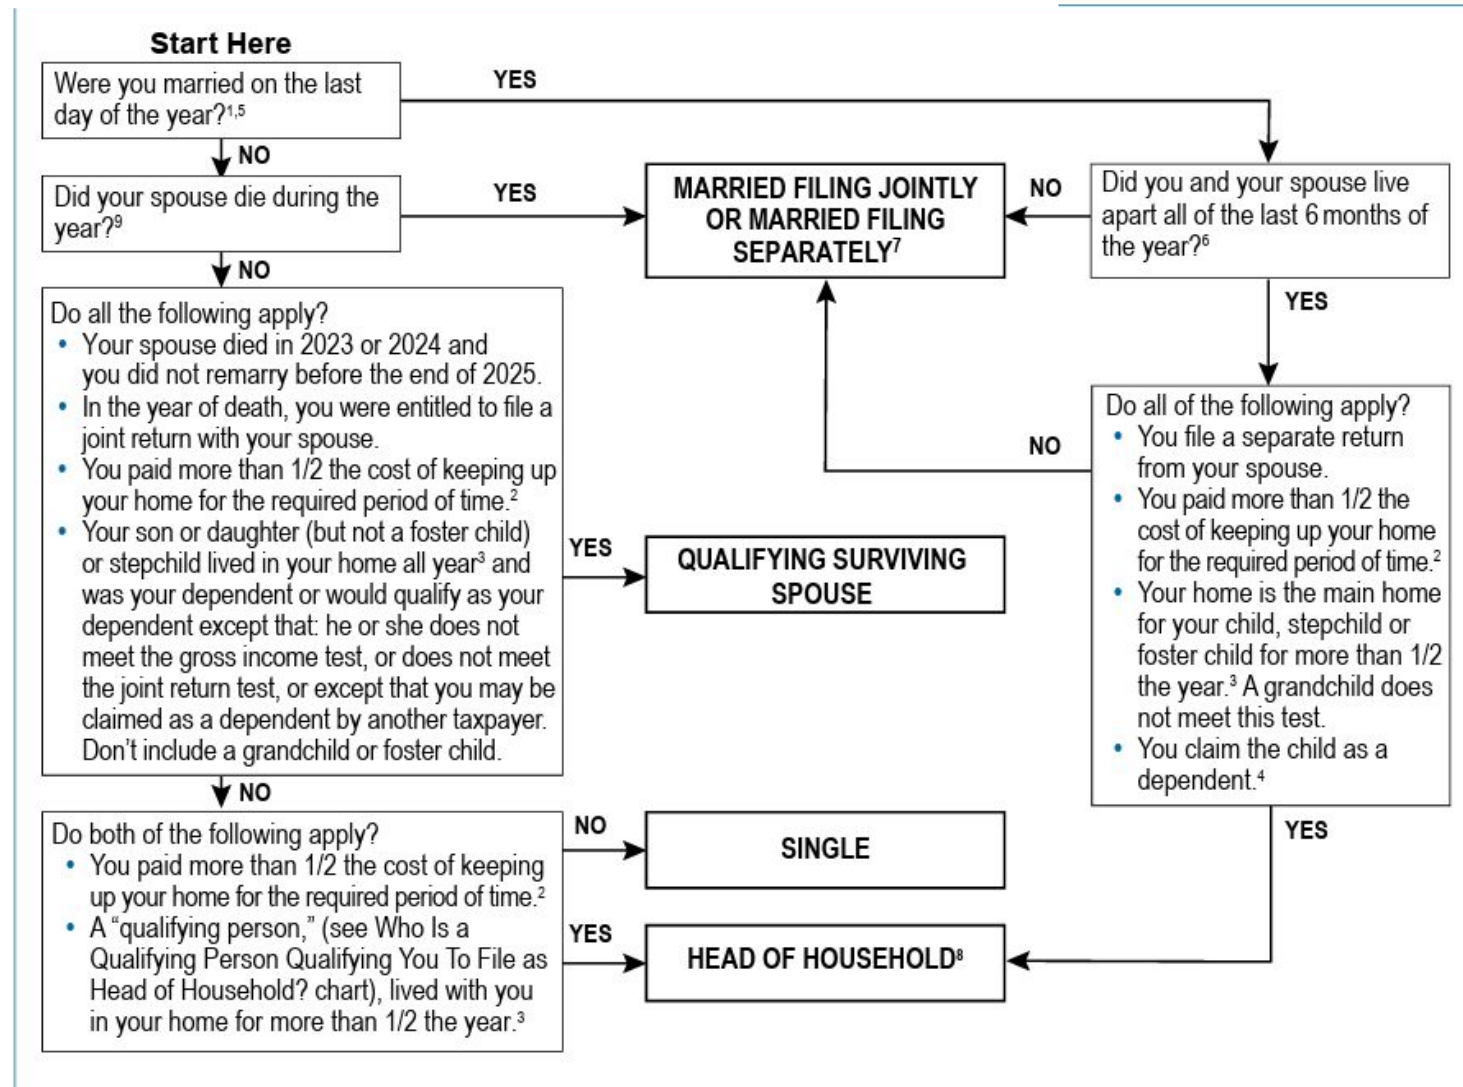 Start Here
Were you married on the last
day of the year?¹,⁵
YES
NO
Did your spouse die during the
year?⁹
YES
MARRIED FILING JOINTLY
OR MARRIED FILING
SEPARATELY⁷
NO
Did you and your spouse live
apart all of the last 6 months of
the year?⁶
NO
YES
Do all the following apply?
• Your spouse died in 2023 or 2024 and
you did not remarry before the end of 2025.
• In the year of death, you were entitled to file a
joint return with your spouse.
• You paid more than 1/2 the cost of keeping up
your home for the required period of time.²
• Your son or daughter (but not a foster child)
or stepchild lived in your home all year³ and
was your dependent or would qualify as your
dependent except that: he or she does not
meet the gross income test, or does not meet
the joint return test, or except that you may be
claimed as a dependent by another taxpayer.
Don’t include a grandchild or foster child.
YES
QUALIFYING SURVIVING
SPOUSE
NO
Do all of the following apply?
• You file a separate return
from your spouse.
• You paid more than 1/2 the
cost of keeping up your home
for the required period of time.²
• Your home is the main home
for your child, stepchild or
foster child for more than 1/2
the year.³ A grandchild does
not meet this test.
• You claim the child as a
dependent.⁴
NO
YES
Do both of the following apply?
• You paid more than 1/2 the cost of keeping
up your home for the required period of time.²
• A “qualifying person,” (see Who Is a
Qualifying Person Qualifying You To File as
Head of Household? chart), lived with you
in your home for more than 1/2 the year.³
NO
SINGLE
YES
HEAD OF HOUSEHOLD⁸